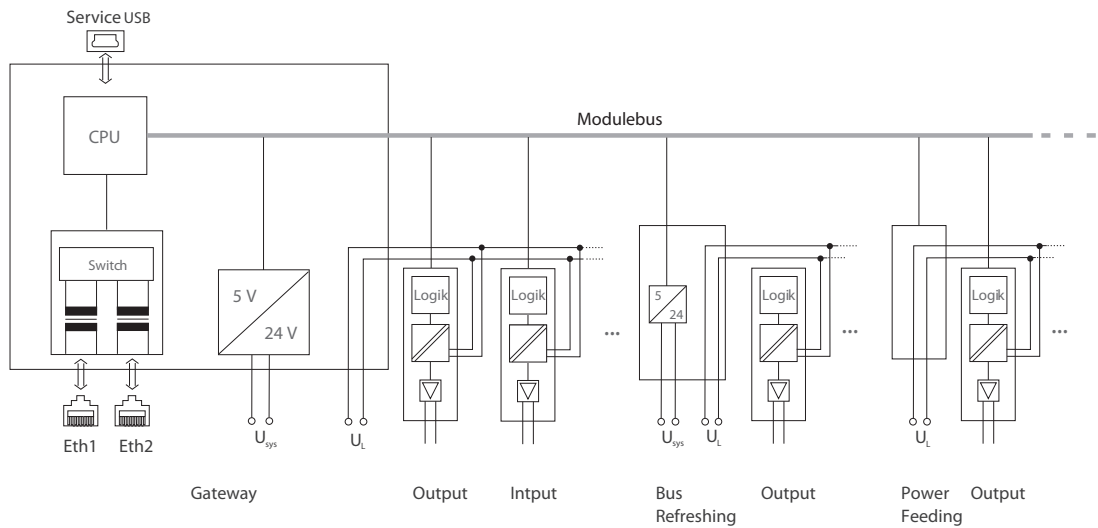 Service USB
CPU
Modulebus
Switch
5 V
24 V
Logik
Logik
5
24
Logik
Logik
...
...
...
Eth1
Eth2
Usys
UL
Usys
UL
UL
Gateway
Output
Intput
Bus
Refreshing
Output
Power
Feeding
Output